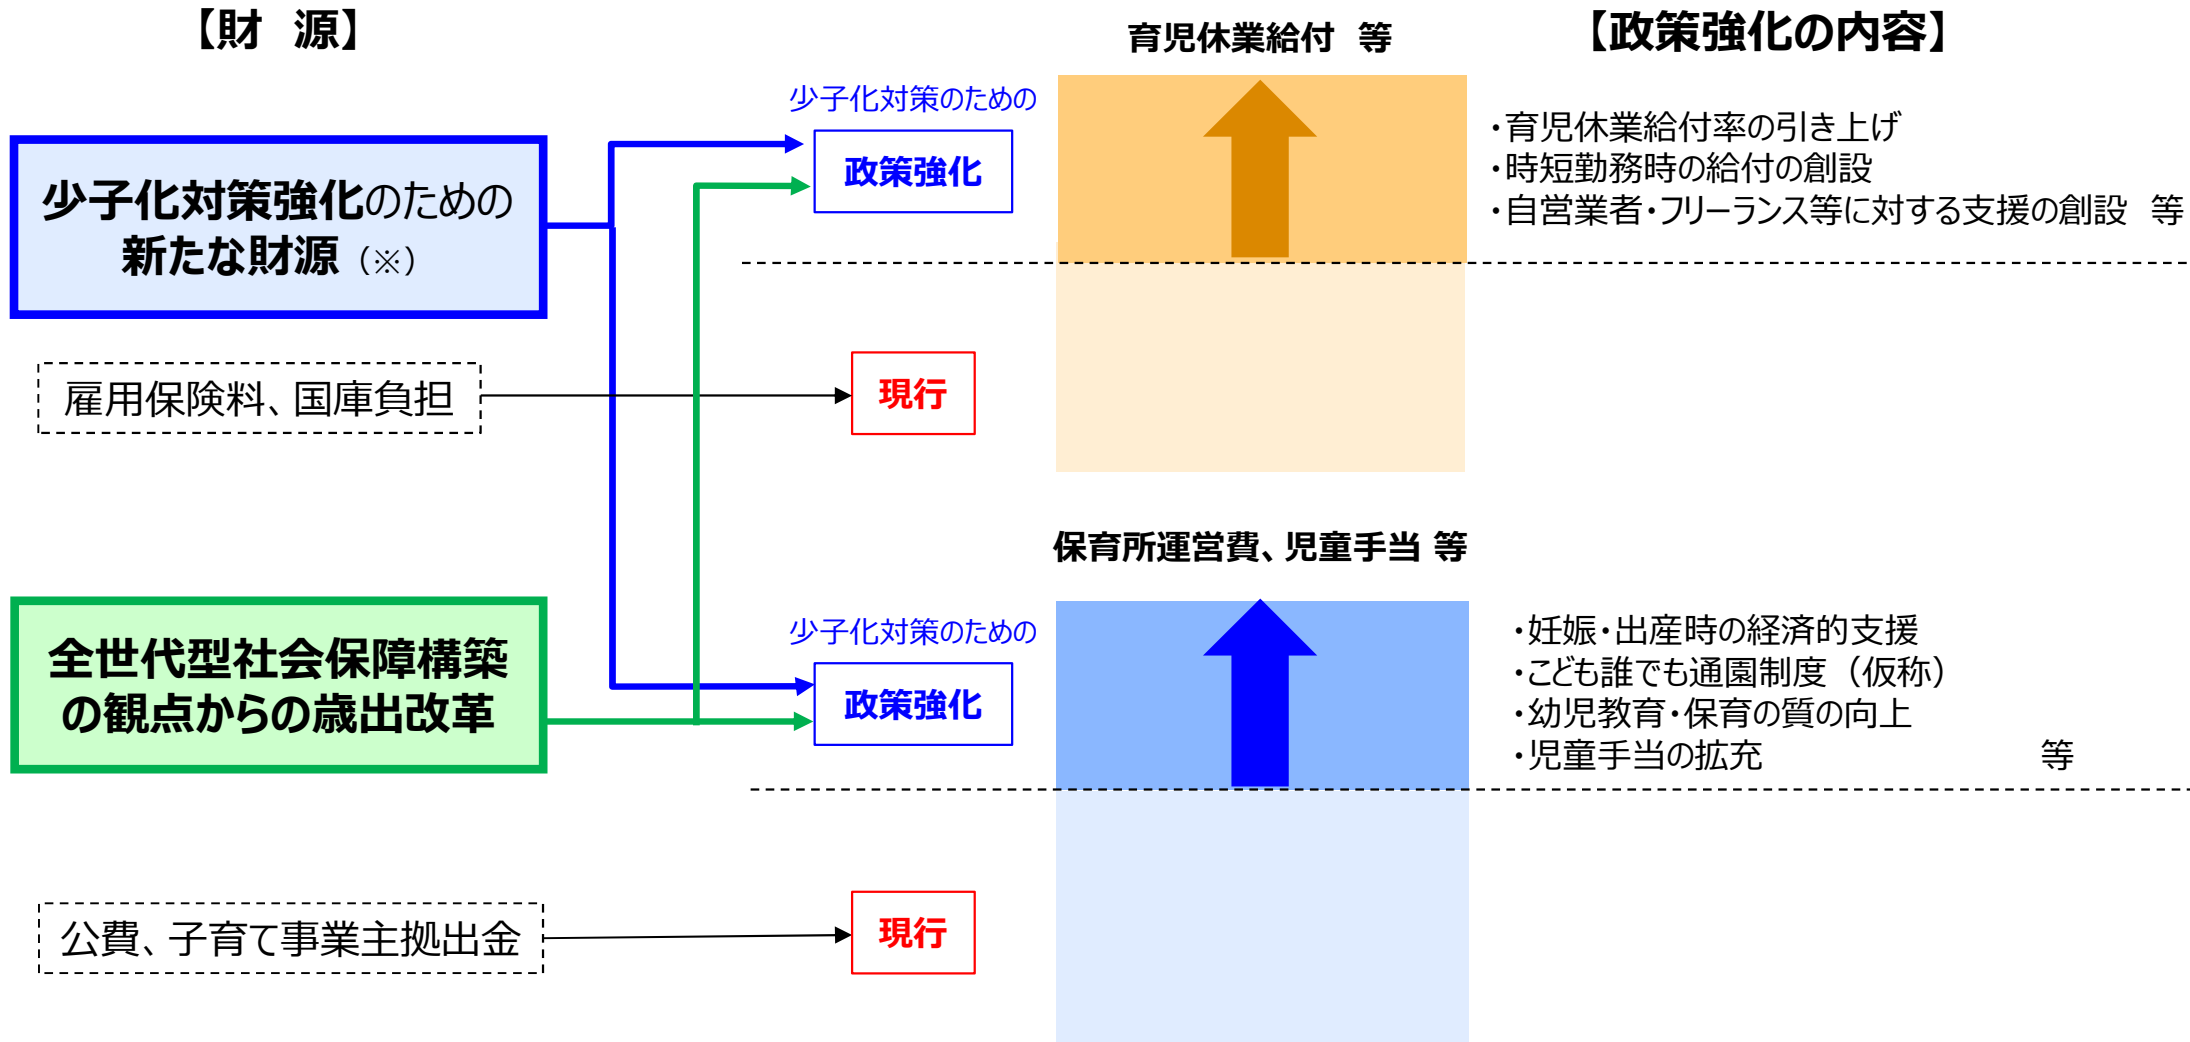 【財　源】
育児休業給付　等
【政策強化の内容】
少子化対策のための
政策強化
・育児休業給付率の引き上げ
・時短勤務時の給付の創設
・自営業者・フリーランス等に対する支援の創設　等
少子化対策強化のための
新たな財源（※）
雇用保険料、国庫負担
現行
保育所運営費、児童手当 等
少子化対策のための
政策強化
・妊娠・出産時の経済的支援
・こども誰でも通園制度（仮称）
・幼児教育・保育の質の向上
・児童手当の拡充　　　　　　　　等
全世代型社会保障構築
の観点からの歳出改革
公費、子育て事業主拠出金
現行